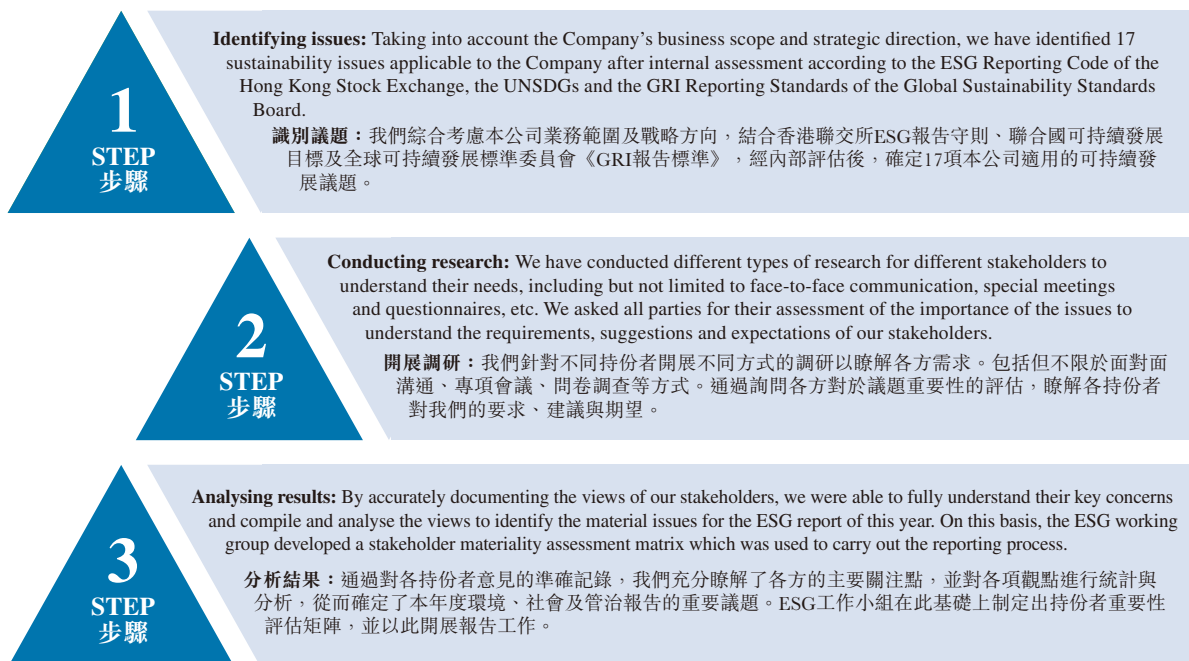 1
STEP
步驟
Identifying issues: Taking into account the Company's business scope and strategic direction, we have identified 17
sustainability issues applicable to the Company after internal assessment according to the ESG Reporting Code of the
Hong Kong Stock Exchange, the UNSDGs and the GRI Reporting Standards of the Global Sustainability Standards
Board.
識別議題：我們綜合考慮本公司業務範圍及戰略方向，結合香港聯交所ESG報告守則、聯合國可持續發展
目標及全球可持續發展標準委員會《GRI報告標準》，經內部評估後，確定17項本公司適用的可持續發
展議題。
2
STEP
步驟
Conducting research: We have conducted different types of research for different stakeholders to
understand their needs, including but not limited to face-to-face communication, special meetings
and questionnaires, etc. We asked all parties for their assessment of the importance of the issues to
understand the requirements, suggestions and expectations of our stakeholders.
開展調研：我們針對不同持份者開展不同方式的調研以瞭解各方需求。包括但不限於面對面
溝通、專項會議、問卷調查等方式。通過詢問各方對於議題重要性的評估，瞭解各持份者
對我們的要求、建議與期望。
3
STEP
步驟
Analysing results: By accurately documenting the views of our stakeholders, we were able to fully understand their key concerns
and compile and analyse the views to identify the material issues for the ESG report of this year. On this basis, the ESG working
group developed a stakeholder materiality assessment matrix which was used to carry out the reporting process.
分析結果：通過對各持份者意見的準確記錄，我們充分瞭解了各方的主要關注點，並對各項觀點進行統計與
分析，從而確定了本年度環境、社會及管治報告的重要議題。ESG工作小組在此基礎上制定出持份者重要性
評估矩陣，並以此開展報告工作。